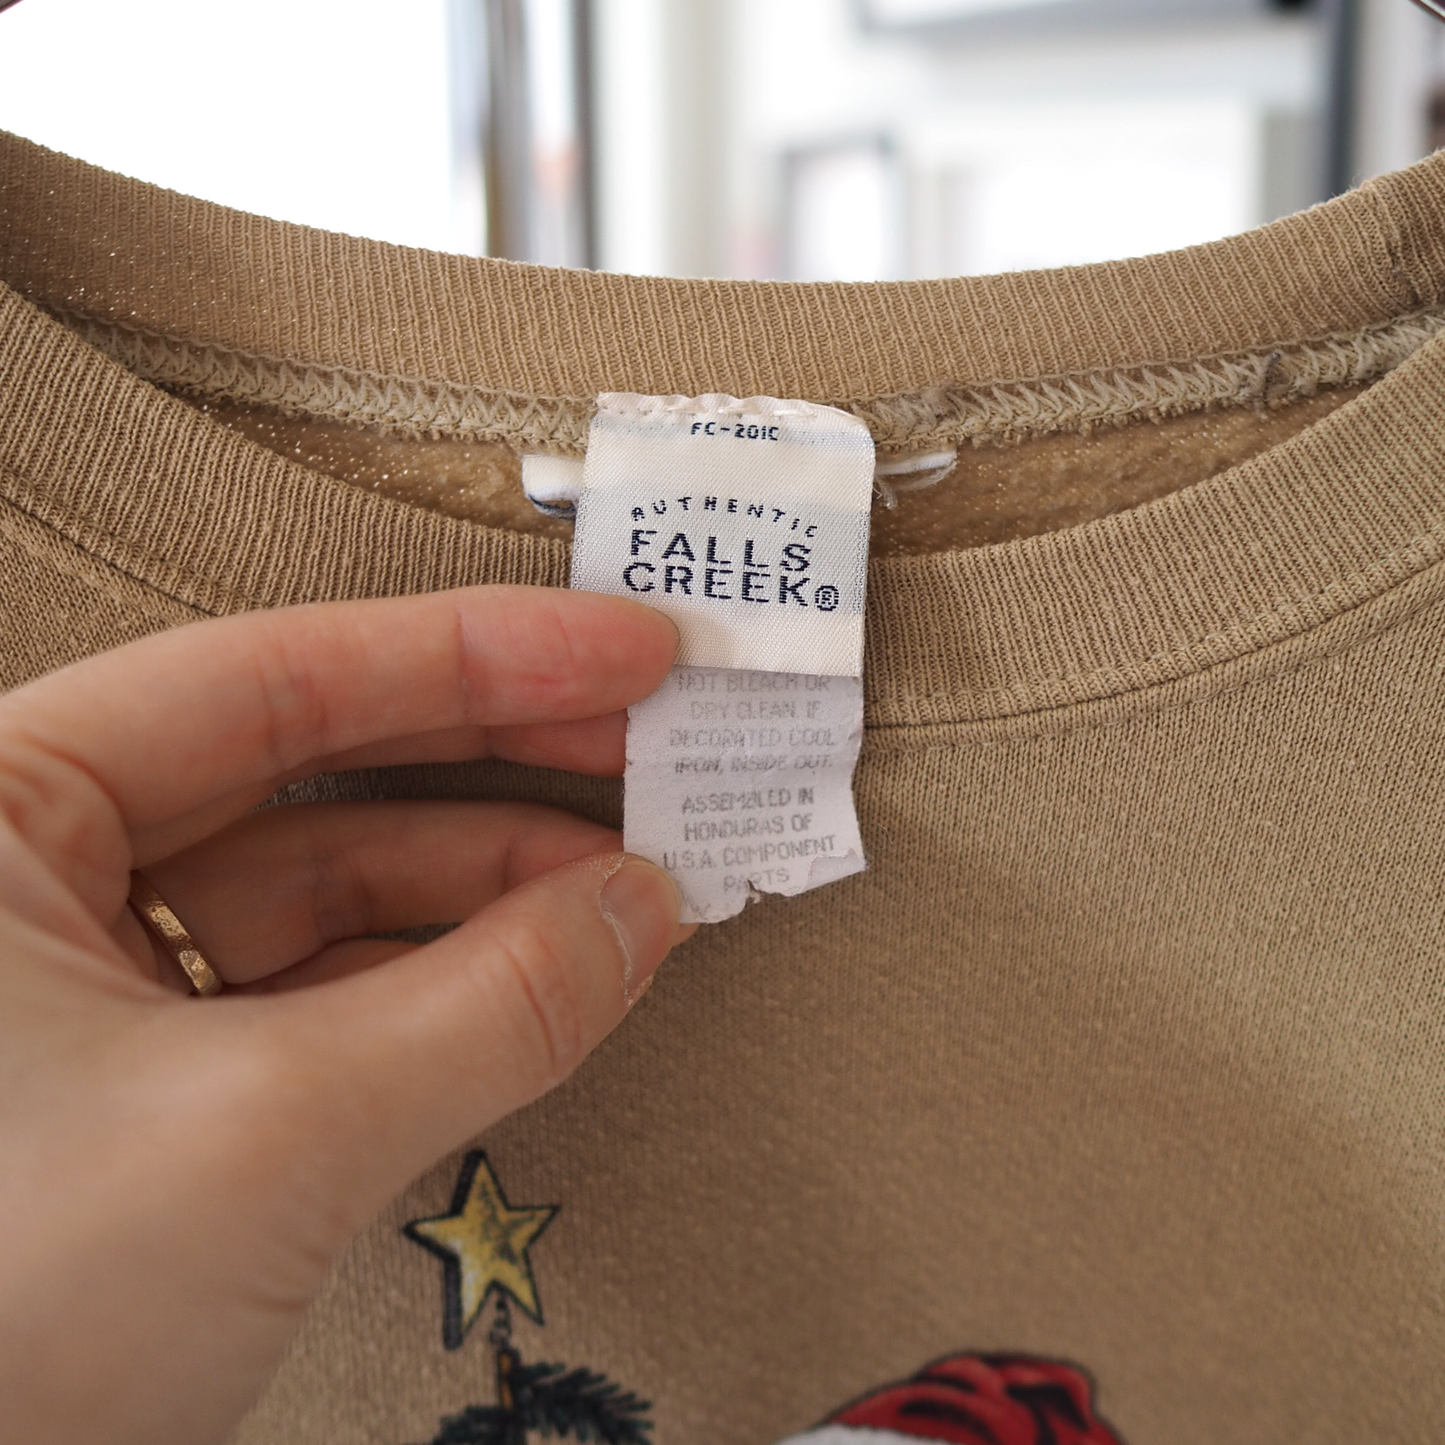 FC-201C
AUTHENTIC
FALLS
CREEK®
NOT BLEACH OR
DRY CLEAN. IF
DECORATED COOL
IRON, INSIDE OUT.
ASSEMBLED IN
HONDURAS OF
U.S.A. COMPONENT
PARTS